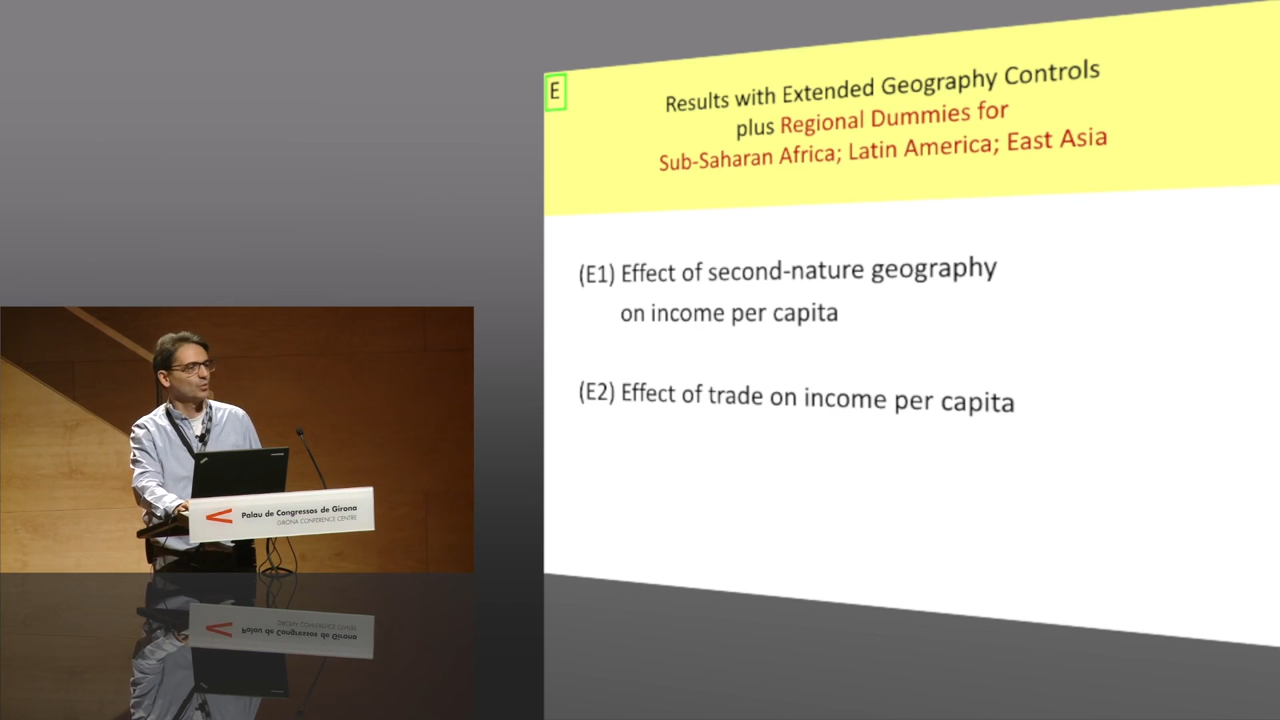 E
Results with Extended Geography Controls
plus Regional Dummies for
Sub-Saharan Africa; Latin America; East Asia
(E1) Effect of second-nature geography
on income per capita
(E2) Effect of trade on income per capita
Palau de Congressos de Girona
GIRONA CONFERENCE CENTRE